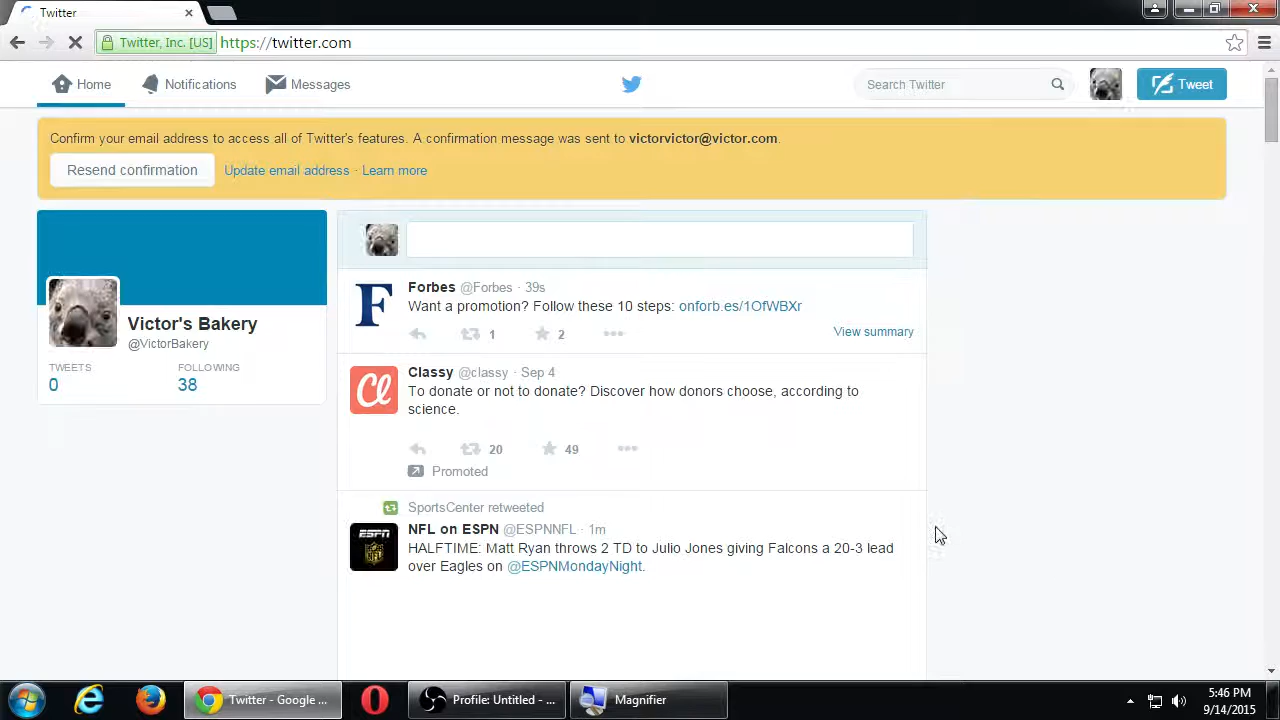 Twitter
Twitter, Inc. [US] https://twitter.com
Home Notifications Messages Search Twitter Tweet
Confirm your email address to access all of Twitter's features. A confirmation message was sent to victorvictor@victor.com.
Resend confirmation Update email address · Learn more
Forbes @Forbes · 39s
Want a promotion? Follow these 10 steps: onforb.es/1OfWBXr
1 2 View summary
Victor's Bakery
@VictorBakery
TWEETS FOLLOWING
0 38
Classy @classy · Sep 4
To donate or not to donate? Discover how donors choose, according to
science.
20 49
Promoted
SportsCenter retweeted
NFL on ESPN @ESPNNFL · 1m
HALFTIME: Matt Ryan throws 2 TD to Julio Jones giving Falcons a 20-3 lead
over Eagles on @ESPNMondayNight.
Twitter - Google ... Profile: Untitled - ... Magnifier
5:46 PM
9/14/2015